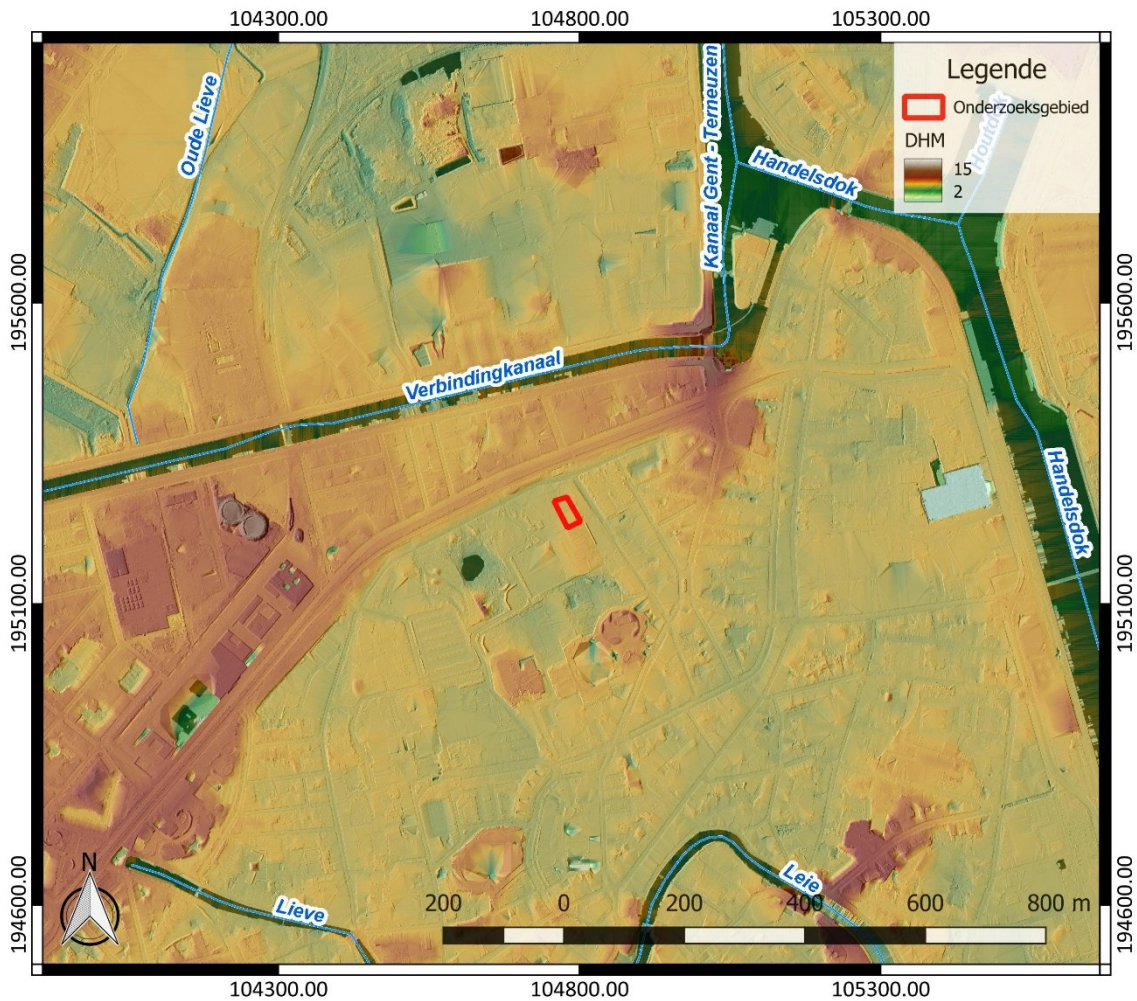 104300.00 104800.00 105300.00
Legende
Onderzoeksgebied
DHM
15
2
Houtdok
Oude Lieve
Kanaal Gent - Terneuzen
Handelsdok
195600.00
195600.00
Verbindingkanaal
Handelsdok
195100.00
195100.00
N
Lieve
Leie
194600.00
194600.00
200 0 200 400 600 800 m
104300.00 104800.00 105300.00